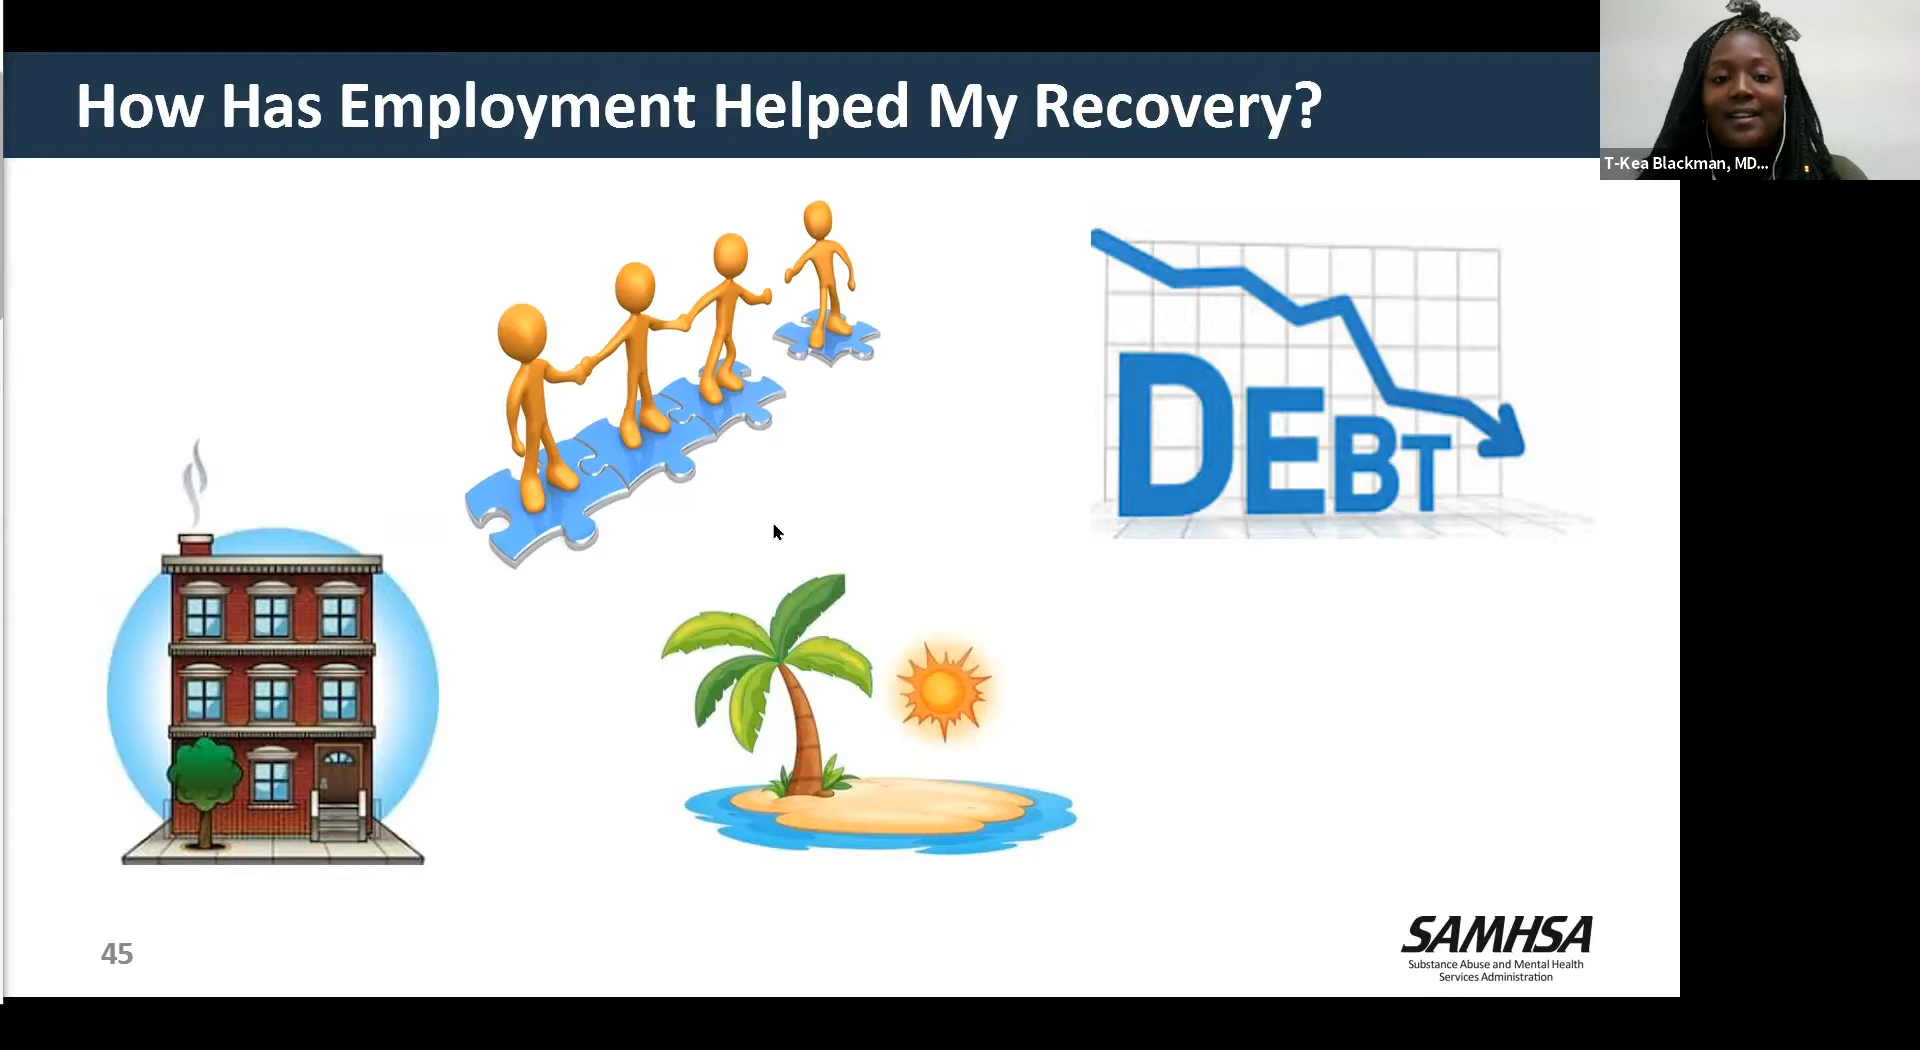 How Has Employment Helped My Recovery?
T-Kea Blackman, MD...
DEBT
45
SAMHSA
Substance Abuse and Mental Health
Services Administration